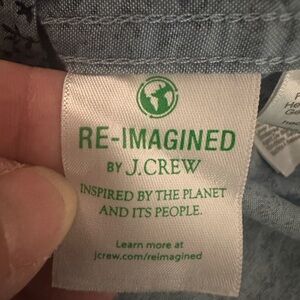 RE-IMAGINED
BY J.CREW
INSPIRED BY THE PLANET
AND ITS PEOPLE.
Learn more at
jcrew.com/reimagined